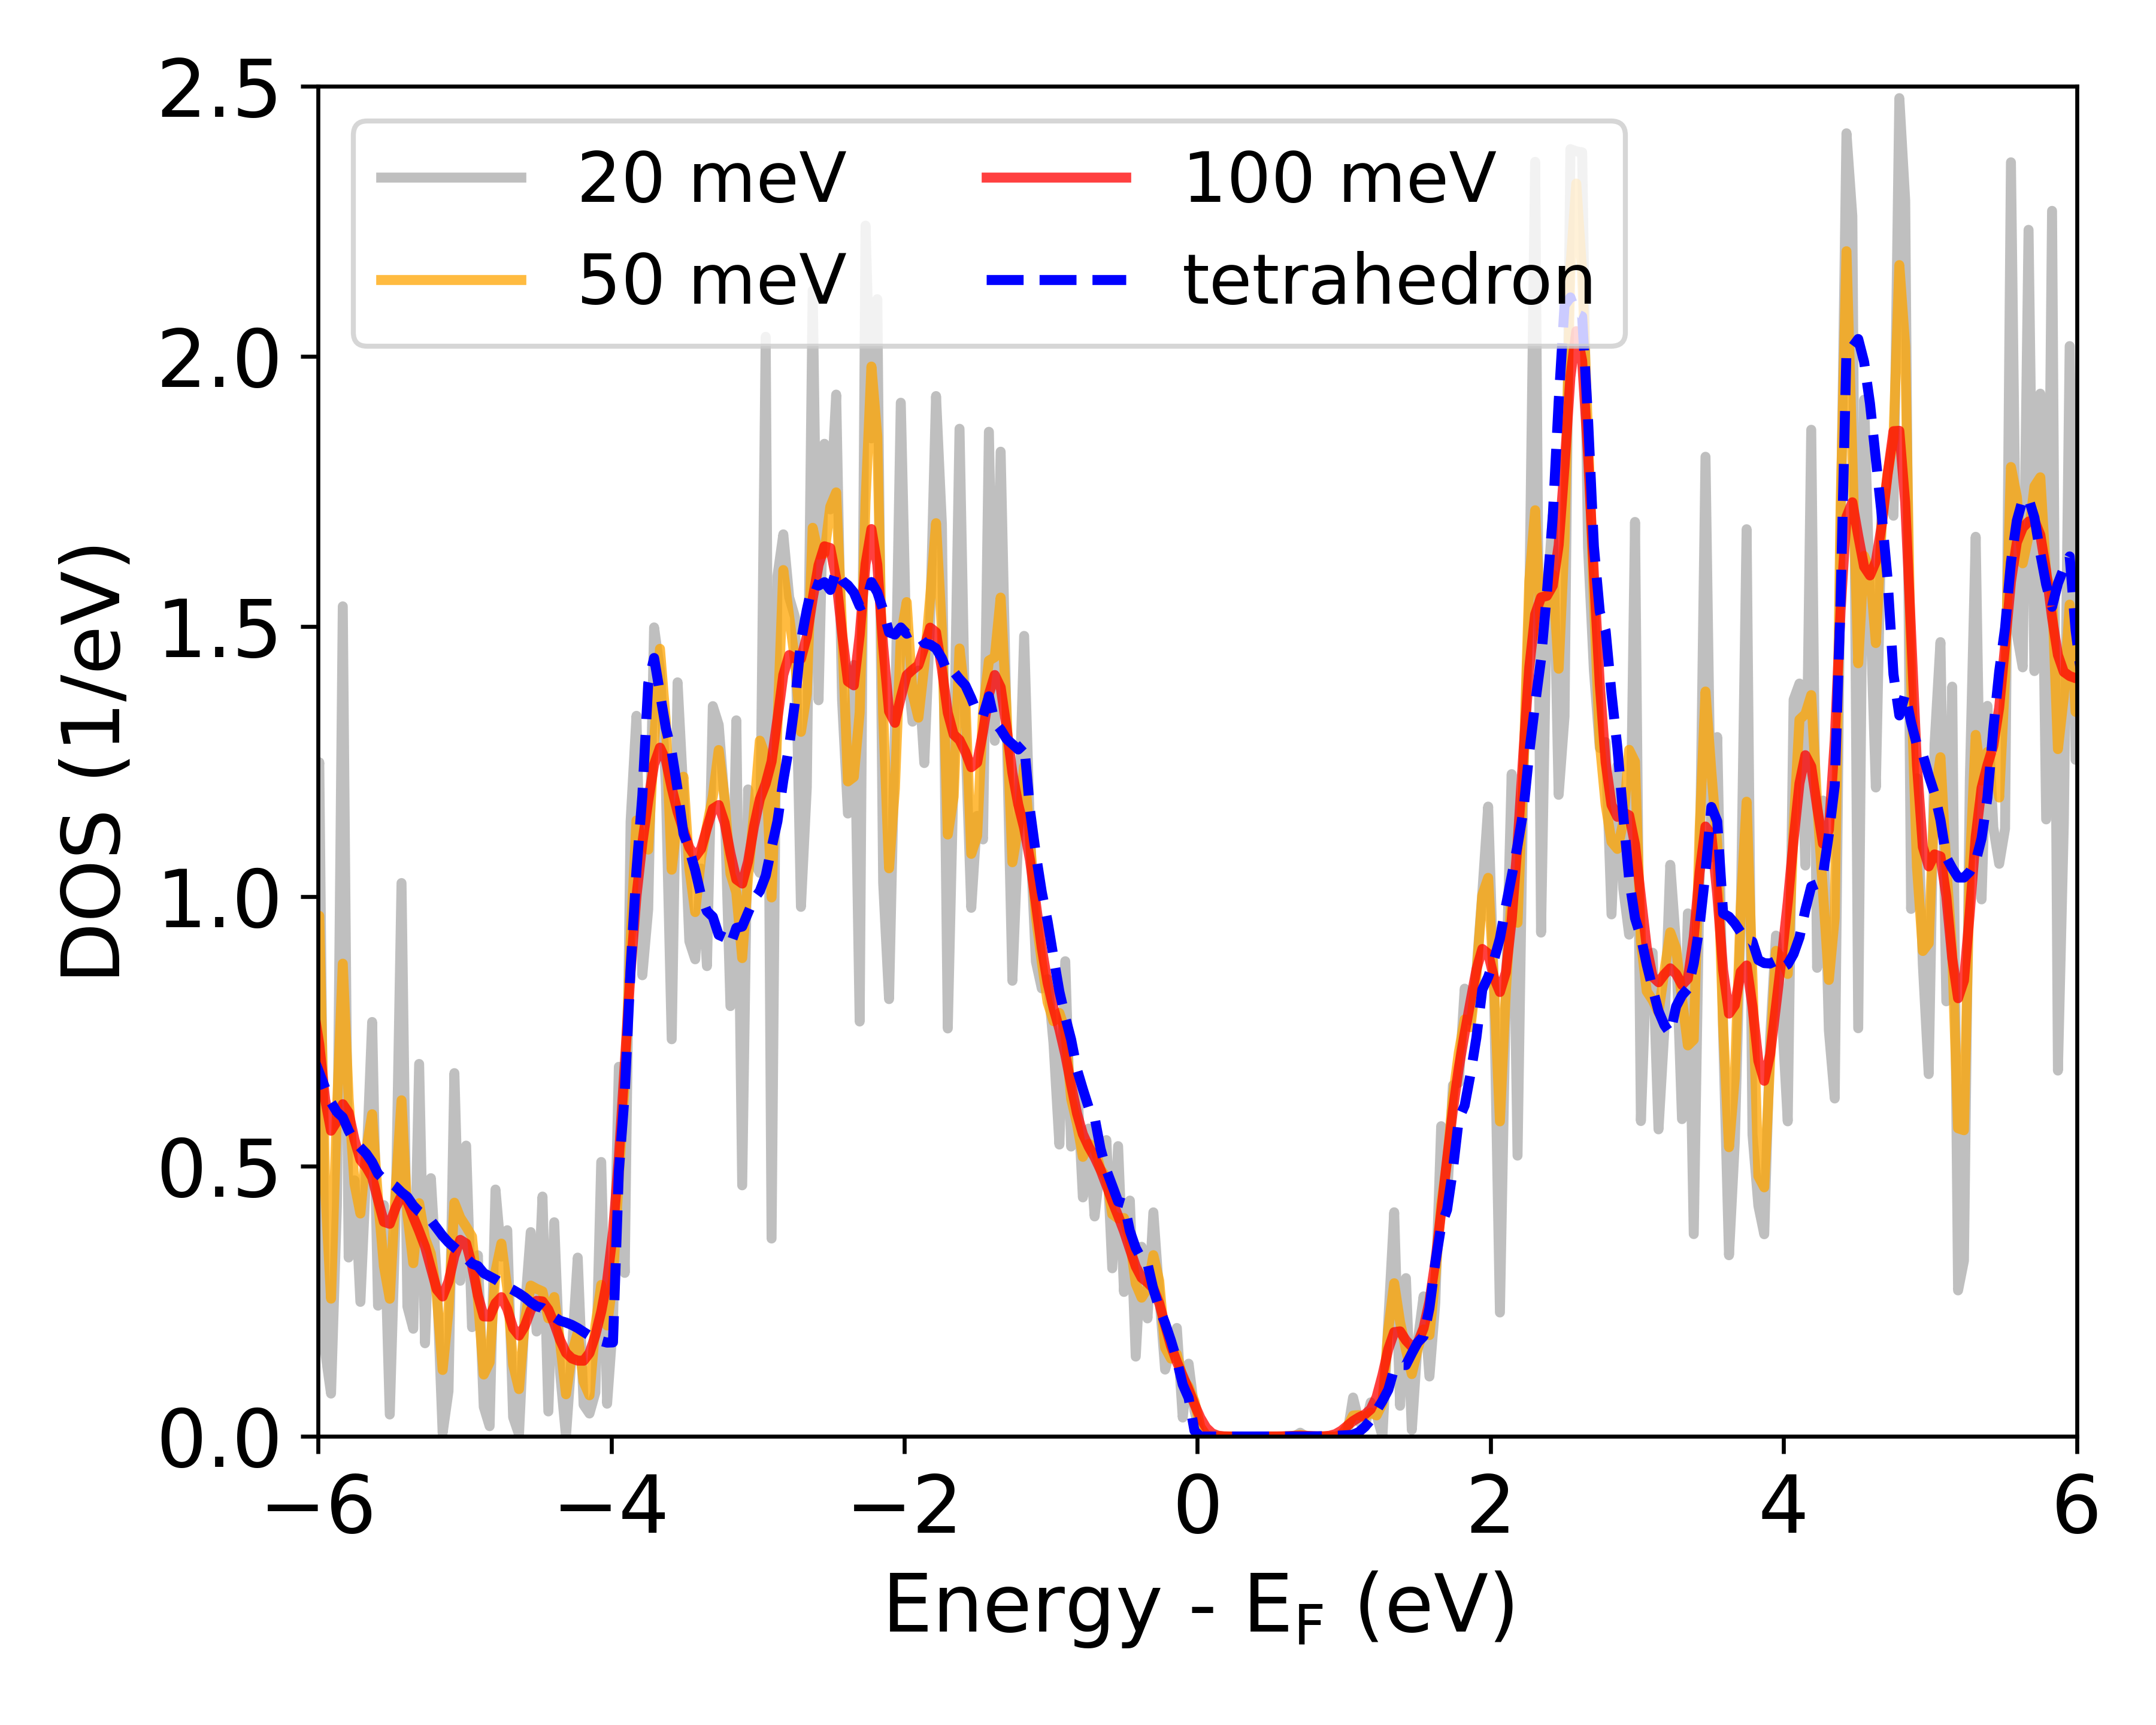 2.5
2.0
1.5
1.0
0.5
0.0
DOS (1/eV)
20 meV
50 meV
100 meV
tetrahedron
−6 −4 −2 0 2 4 6
Energy - E_F (eV)